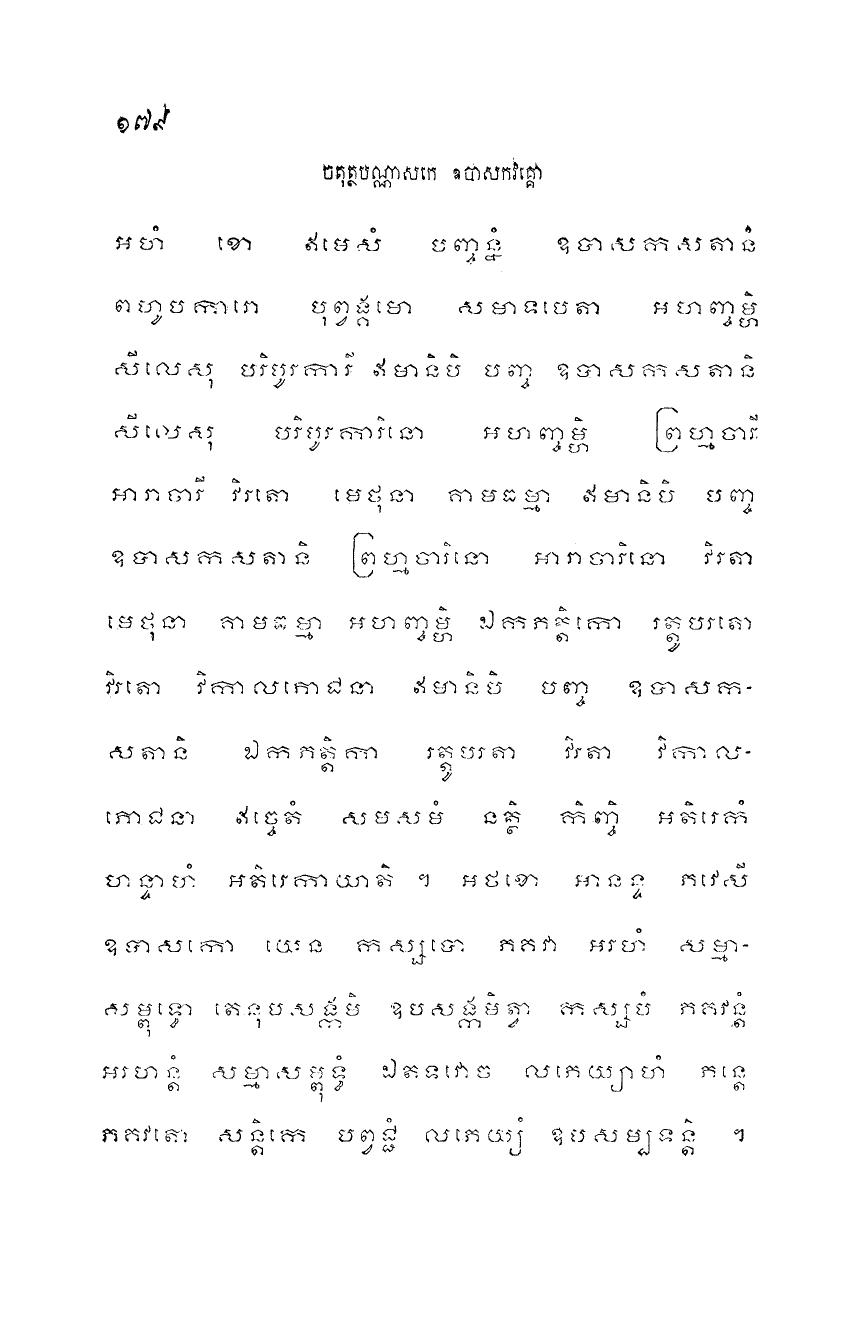 ១៧៩
ចតុត្ថបណ្ណាសកេ ឧបាសកវគ្គោ
អហំ ខោ ឥមេសំ បញ្ចន្នំ ឧបាសកសតានំ
ពហូបការោ បុព្វង្គមោ សមាទបេតា អហញ្ចម្ហិ
សីលេសុ បរិបូរការី ឥមានិបិ បញ្ច ឧបាសកសតានិ
សីលេសុ បរិបូរការិនោ អហញ្ចម្ហិ ព្រហ្មចារី
អារាចារី វិរតោ មេថុនា គាមធម្មា ឥមានិបិ បញ្ច
ឧបាសកសតានិ ព្រហ្មចារិនោ អារាចារិនោ វិរតា
មេថុនា គាមធម្មា អហញ្ចម្ហិ ឯកភត្តិកោ រត្តូបរតោ
វិរតោ វិកាលភោជនា ឥមានិបិ បញ្ច ឧបាសក-
សតានិ ឯកភត្តិកា រត្តូបរតា វិរតា វិកាល-
ភោជនា ឥច្ចេតំ សមសមំ នត្ថិ កិញ្ចិ អតិរេកំ
ហន្ទាហំ អតិរេកាយាតិ ។ អថខោ អានន្ទ គវេសី
ឧបាសកោ យេន កស្សបោ ភគវា អរហំ សម្មា-
សម្ពុទ្ធោ តេនុបសង្កមិ ឧបសង្កមិត្វា កស្សបំ ភគវន្តំ
អរហន្តំ សម្មាសម្ពុទ្ធំ ឯតទវោច លភេយ្យាហំ ភន្តេ
ភគវតោ សន្តិកេ បព្វជ្ជំ លភេយ្យំ ឧបសម្បទន្តិ ។